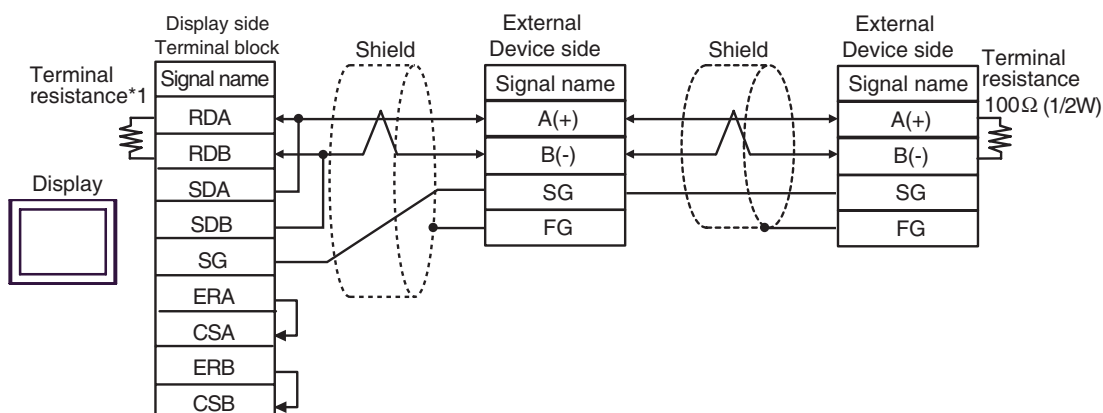 Display side
Terminal block
Shield
External
Device side
Shield
External
Device side
Terminal
resistance*1
Signal name
RDA
RDB
SDA
SDB
SG
ERA
CSA
ERB
CSB
Display
Signal name
A(+)
B(-)
SG
FG
Signal name
A(+)
B(-)
SG
FG
Terminal
resistance
100Ω (1/2W)